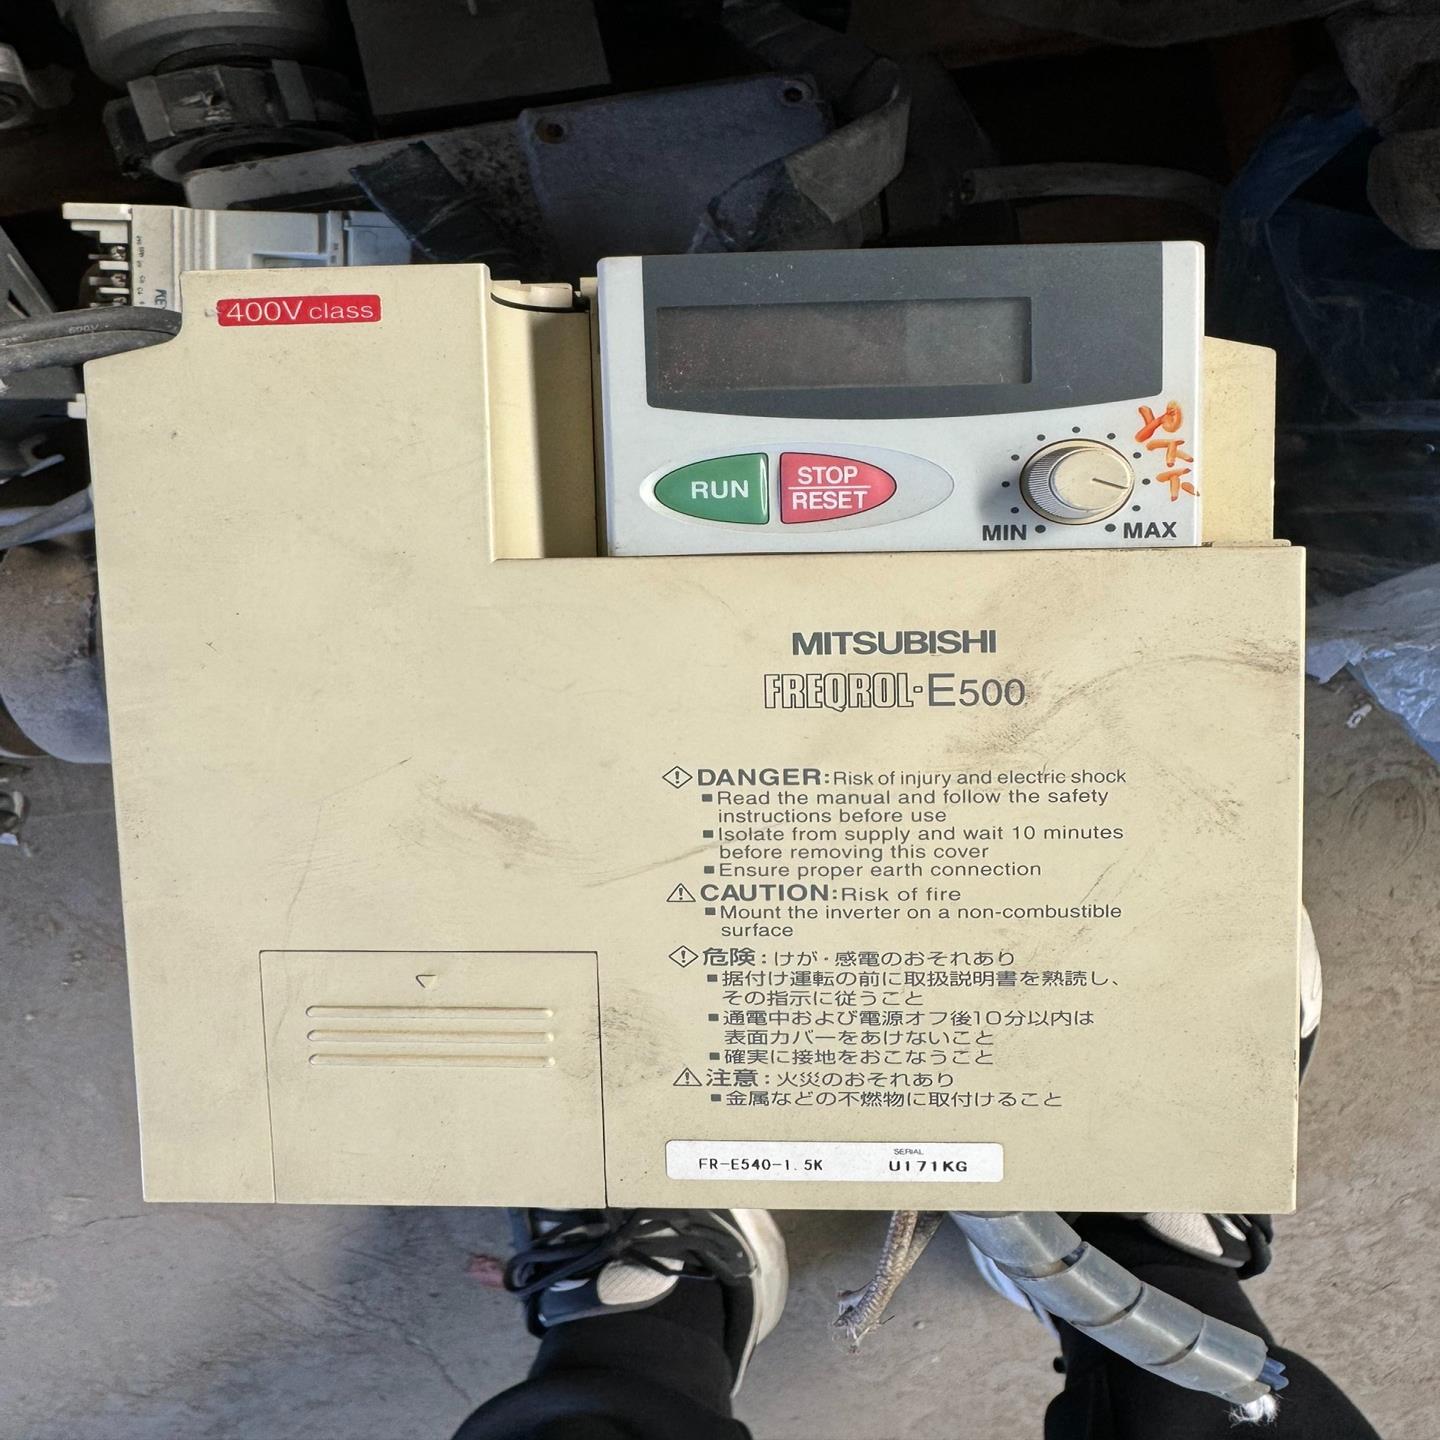 400V class
600V
RUN
STOP
RESET
MIN
MAX
MITSUBISHI
FREQROL-E500
DANGER: Risk of injury and electric shock
■ Read the manual and follow the safety
instructions before use
■ Isolate from supply and wait 10 minutes
before removing this cover
■ Ensure proper earth connection
CAUTION: Risk of fire
■ Mount the inverter on a non-combustible
surface
危険：けが・感電のおそれあり
■ 据付け運転の前に取扱説明書を熟読し、
その指示に従うこと
■ 通電中および電源オフ後10分以内は
表面カバーをあけないこと
■ 確実に接地をおこなうこと
注意：火災のおそれあり
■ 金属などの不燃物に取付けること
SERIAL
FR-E540-1.5K U171KG